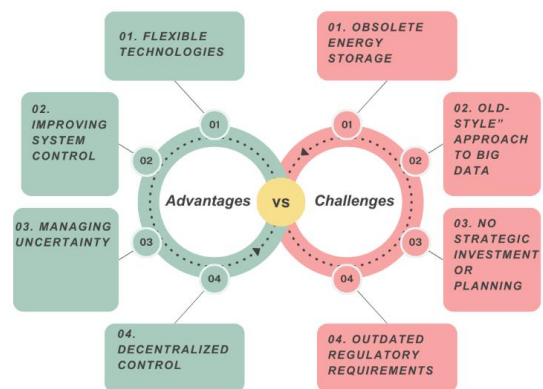 01. FLEXIBLE
TECHNOLOGIES
02.
IMPROVING
SYSTEM
CONTROL
03. MANAGING
UNCERTAINTY
04.
DECENTRALIZED
CONTROL
01
02
03
04
Advantages
vs
Challenges
01
02
03
04
01. OBSOLETE
ENERGY
STORAGE
02. OLD-
STYLE”
APPROACH
TO BIG
DATA
03. NO
STRATEGIC
INVESTMENT
OR
PLANNING
04. OUTDATED
REGULATORY
REQUIREMENTS